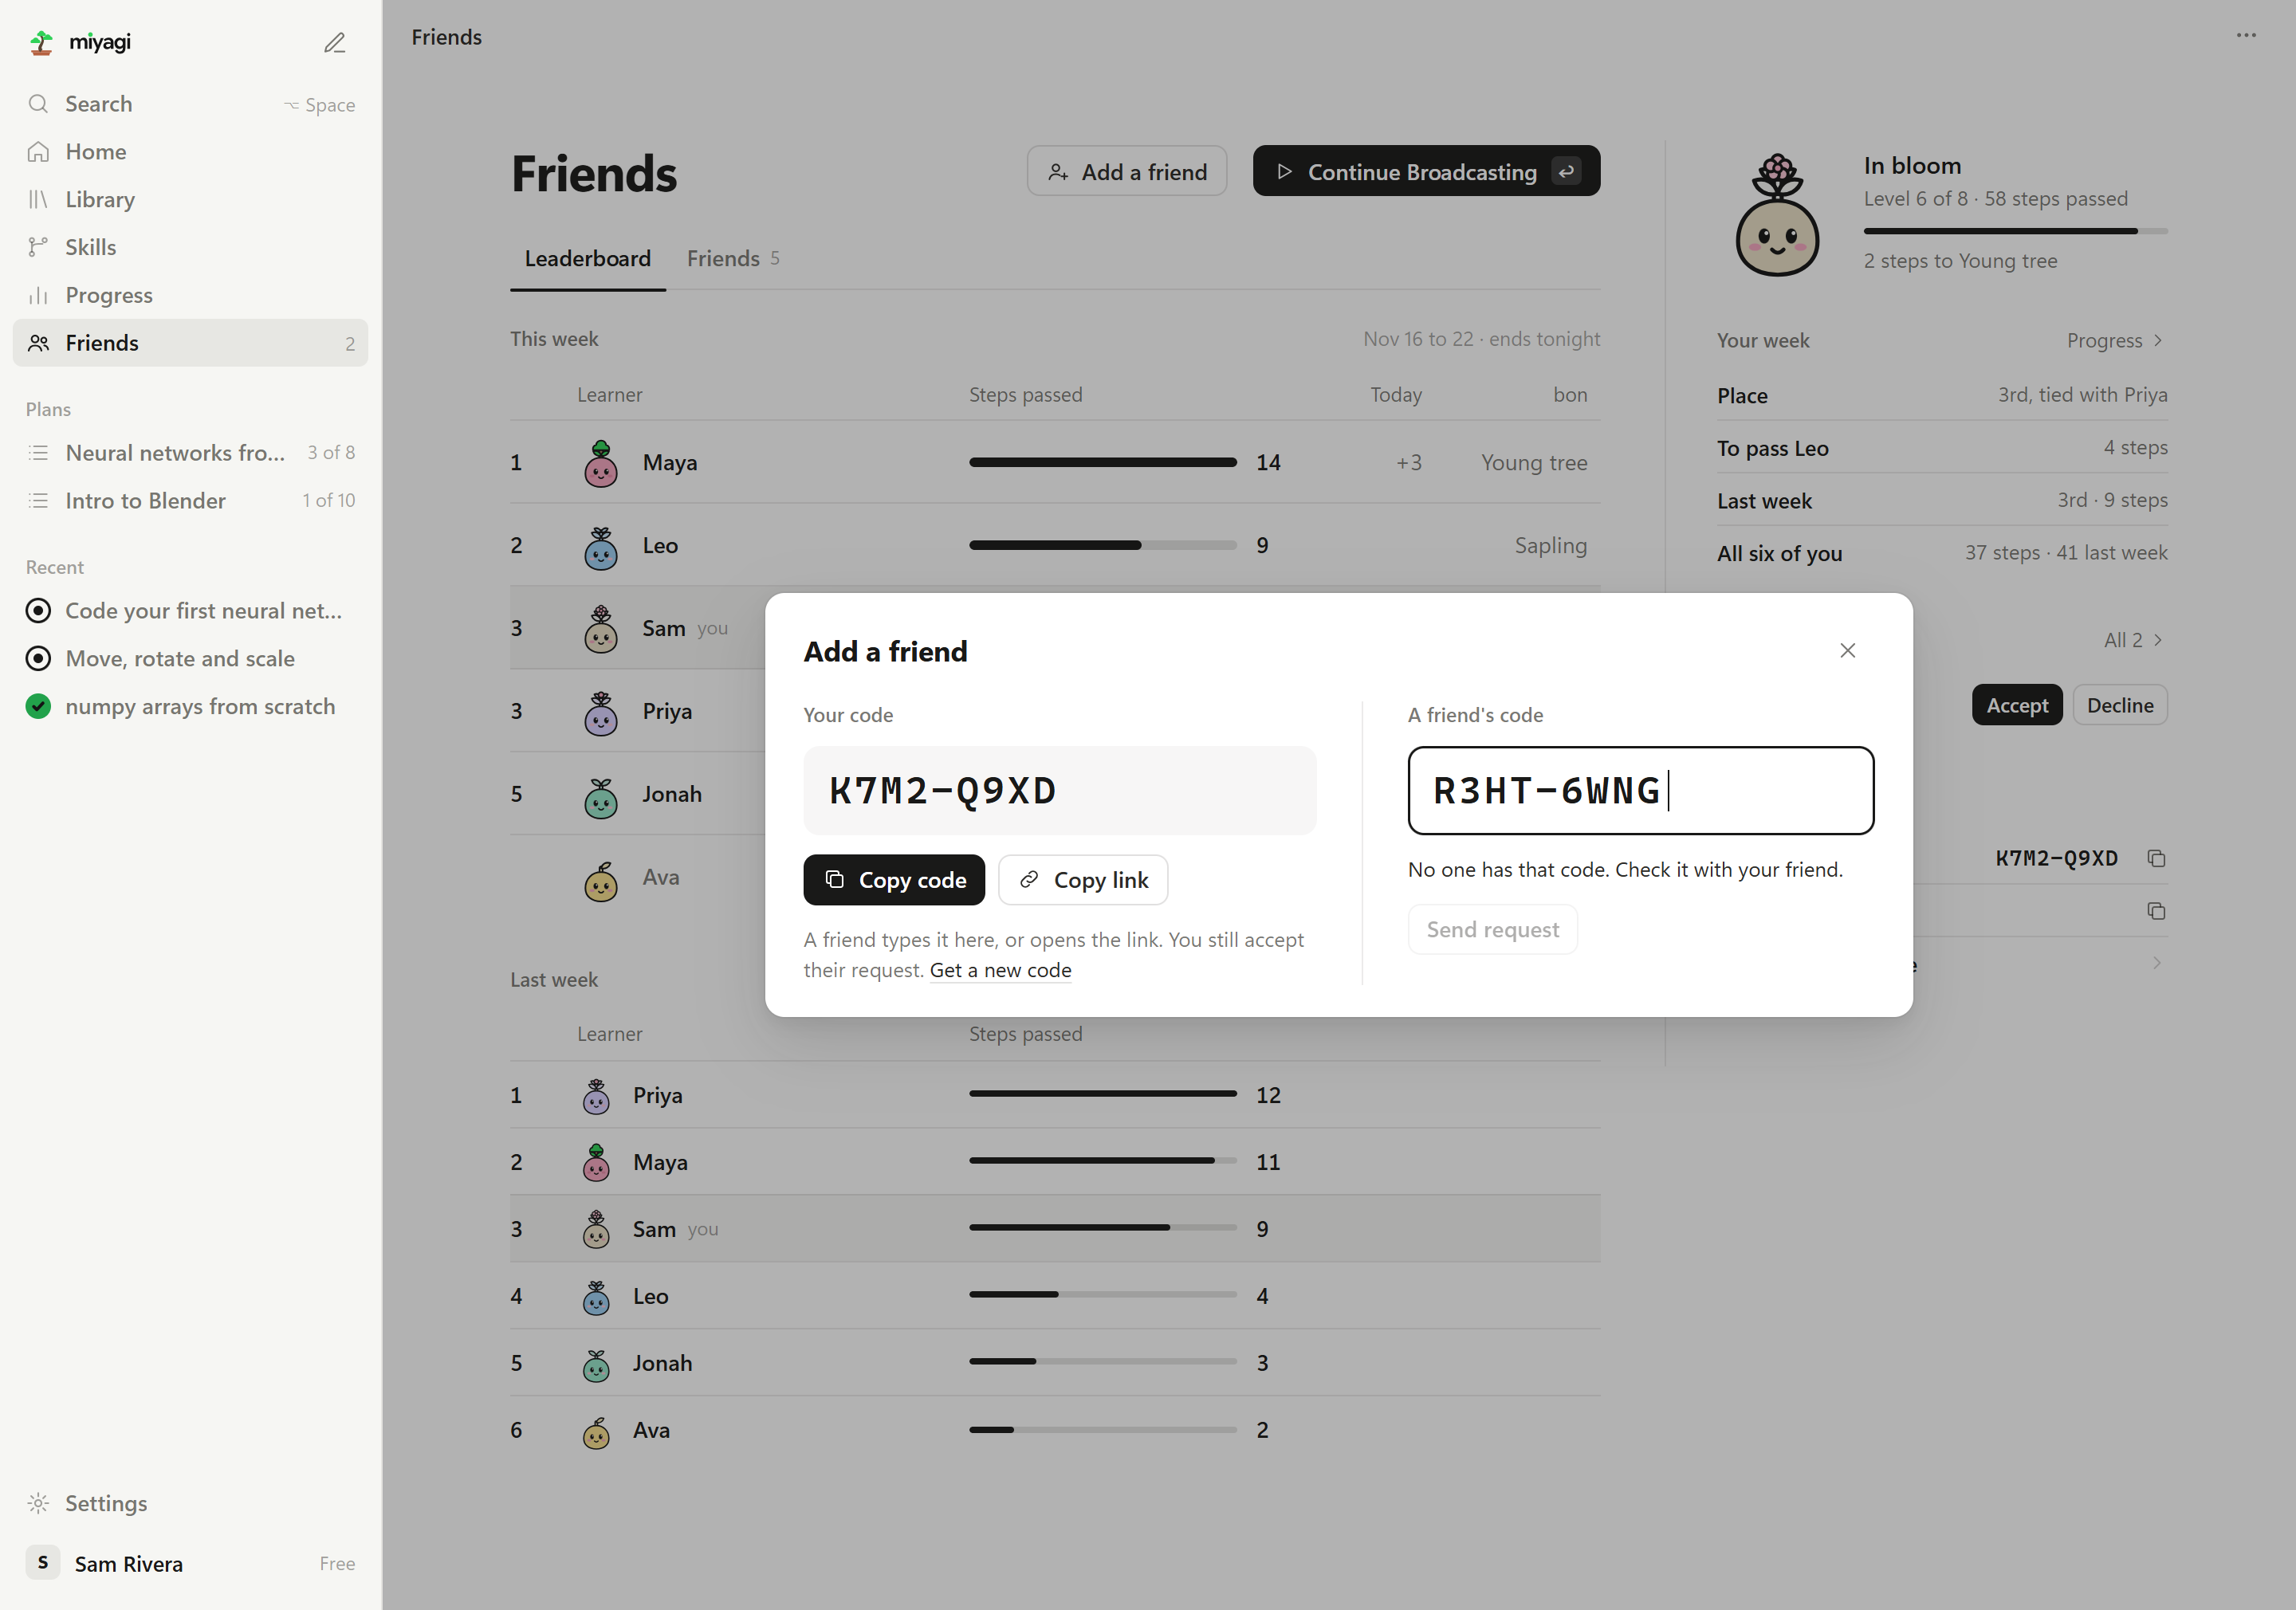 miyagi
Search
⌥ Space
Home
Library
Skills
Progress
Friends
2
Plans
Neural networks fro...
3 of 8
Intro to Blender
1 of 10
Recent
Code your first neural net...
Move, rotate and scale
numpy arrays from scratch
Settings
S
Sam Rivera
Free
Friends
Friends
Add a friend
Continue Broadcasting
Leaderboard
Friends 5
This week
Nov 16 to 22 · ends tonight
Learner
Steps passed
Today
bon
1 Maya 14 +3 Young tree
2 Leo 9 Sapling
3 Sam you
3 Priya
5 Jonah
Ava
Last week
Learner
Steps passed
1 Priya 12
2 Maya 11
3 Sam you 9
4 Leo 4
5 Jonah 3
6 Ava 2
In bloom
Level 6 of 8 · 58 steps passed
2 steps to Young tree
Your week
Progress
Place
3rd, tied with Priya
To pass Leo
4 steps
Last week
3rd · 9 steps
All six of you
37 steps · 41 last week
All 2
Accept
Decline
K7M2-Q9XD
Add a friend
Your code
K7M2-Q9XD
Copy code
Copy link
A friend types it here, or opens the link. You still accept
their request. Get a new code
A friend's code
R3HT-6WNG
No one has that code. Check it with your friend.
Send request